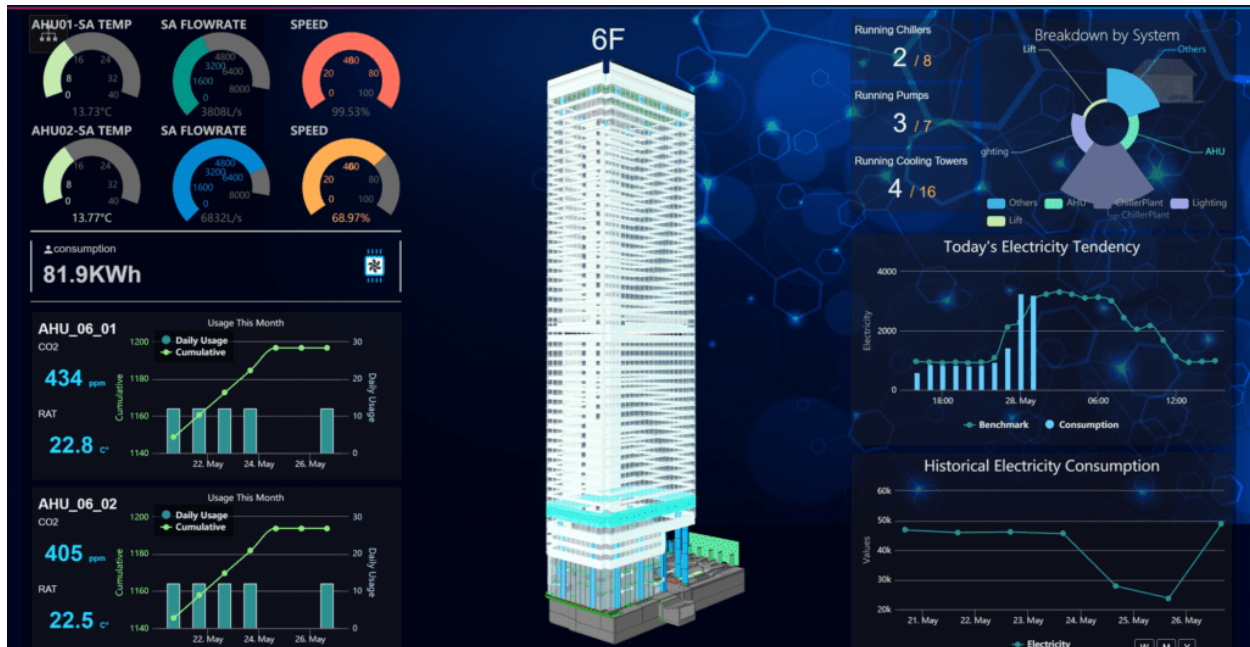 AHU01-SA TEMP
SA FLOWRATE
SPEED
0
8
16
24
32
40
13.73°C
0
1600
3200
4800
6400
8000
3808L/s
0
20
40
60
80
100
99.53%
AHU02-SA TEMP
SA FLOWRATE
SPEED
0
8
16
24
32
40
13.77°C
0
1600
3200
4800
6400
8000
6832L/s
0
20
40
60
80
100
68.97%
consumption
81.9KWh
AHU_06_01
CO2
434 ppm
RAT
22.8 C°
Usage This Month
Daily Usage
Cumulative
Cumulative
1200
1180
1160
1140
30
20
10
0
Daily Usage
22. May
24. May
26. May
AHU_06_02
CO2
405 ppm
RAT
22.5 C°
Usage This Month
Daily Usage
Cumulative
Cumulative
1200
1180
1160
1140
30
20
10
0
Daily Usage
22. May
24. May
26. May
6F
Running Chillers
2 / 8
Running Pumps
3 / 7
Running Cooling Towers
4 / 16
Breakdown by System
Lift
Others
ghting
AHU
ChillerPlant
Others
AHU
ChillerPlant
Lighting
Lift
Today's Electricity Tendency
Electricity
4000
2000
0
18:00
28. May
06:00
12:00
Benchmark
Consumption
Historical Electricity Consumption
Values
60k
50k
40k
30k
20k
21. May
22. May
23. May
24. May
25. May
26. May
Electricity
W M Y